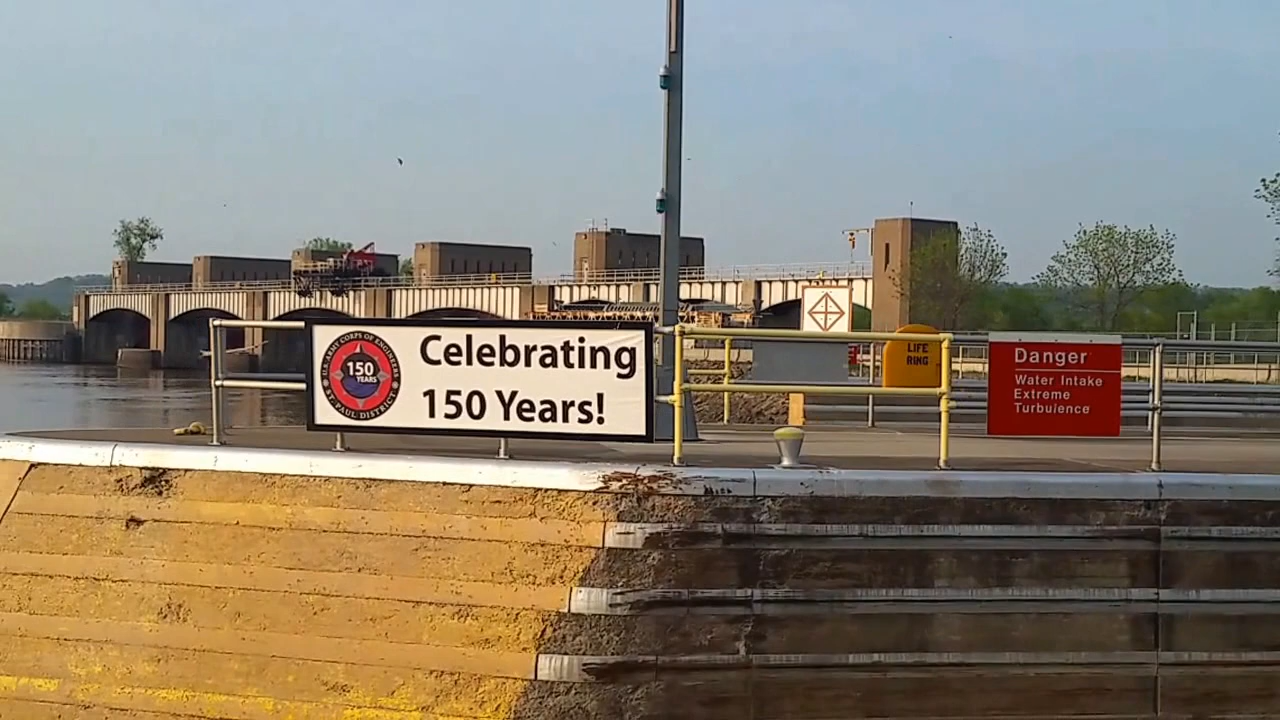 U.S. ARMY CORPS OF ENGINEERS
150
YEARS
ST. PAUL DISTRICT
Celebrating
150 Years!
LIFE
RING
Danger
Water Intake
Extreme
Turbulence